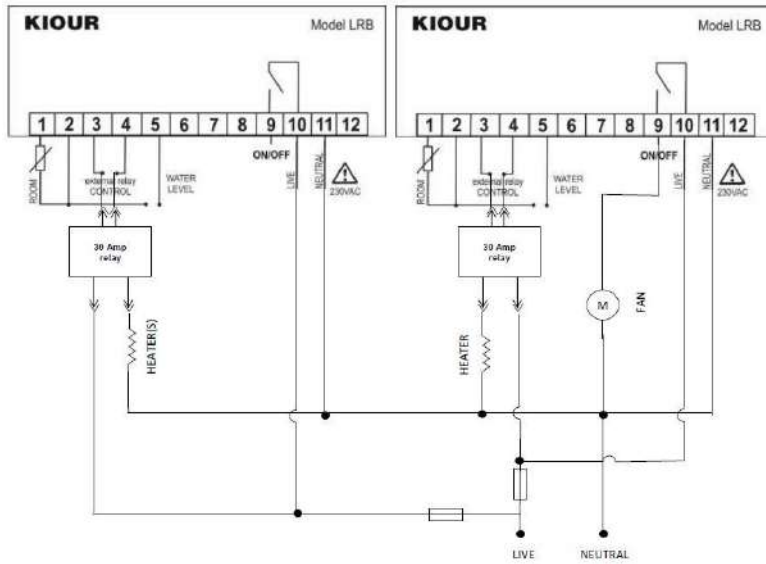 KIOUR Model LRB
1 2 3 4 5 6 7 8 9 10 11 12
ROOM
external relay
CONTROL
WATER
LEVEL
ON/OFF
LIVE
NEUTRAL
230VAC
30 Amp
relay
HEATER(S)
KIOUR Model LRB
1 2 3 4 5 6 7 8 9 10 11 12
ROOM
external relay
CONTROL
WATER
LEVEL
ON/OFF
LIVE
NEUTRAL
230VAC
30 Amp
relay
HEATER
M
FAN
LIVE NEUTRAL